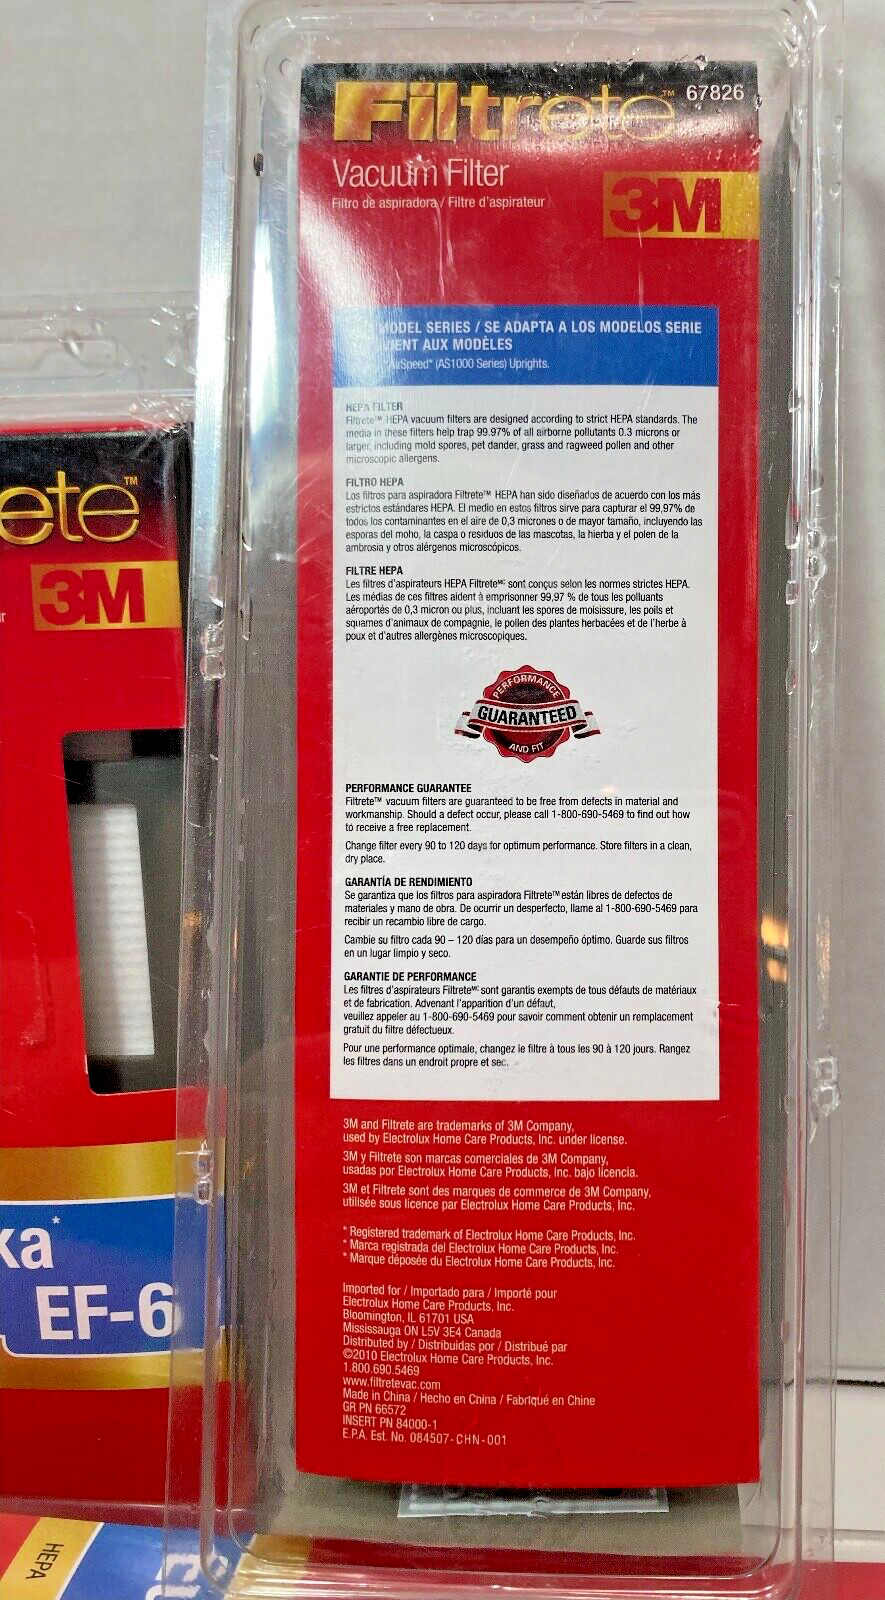 Filtrete™ 67826
Vacuum Filter
Filtro de aspiradora / Filtre d'aspirateur
3M
MODEL SERIES / SE ADAPTA A LOS MODELOS SERIE
AUX MODÈLES
AirSpeed* (AS1000 Series) Uprights.
HEPA FILTER
Filtrete™ HEPA vacuum filters are designed according to strict HEPA standards. The
media in these filters help trap 99.97% of all airborne pollutants 0.3 microns or
larger, including mold spores, pet dander, grass and ragweed pollen and other
microscopic allergens.
FILTRO HEPA
Los filtros para aspiradora Filtrete™ HEPA han sido diseñados de acuerdo con los más
estrictos estándares HEPA. El medio en estos filtros sirve para capturar el 99,97% de
todos los contaminantes en el aire de 0,3 micrones o de mayor tamaño, incluyendo las
esporas del moho, la caspa o residuos de las mascotas, la hierba y el polen de la
ambrosia y otros alérgenos microscópicos.
FILTRE HEPA
Les filtres d'aspirateurs HEPA Filtreteᴹᶜ sont conçus selon les normes strictes HEPA.
Les médias de ces filtres aident à emprisonner 99,97 % de tous les polluants
aéroportés de 0,3 micron ou plus, incluant les spores de moisissure, les poils et
squames d'animaux de compagnie, le pollen des plantes herbacées et de l'herbe à
poux et d'autres allergènes microscopiques.
PERFORMANCE
GUARANTEED
AND FIT
PERFORMANCE GUARANTEE
Filtrete™ vacuum filters are guaranteed to be free from defects in material and
workmanship. Should a defect occur, please call 1-800-690-5469 to find out how
to receive a free replacement.
Change filter every 90 to 120 days for optimum performance. Store filters in a clean,
dry place.
GARANTÍA DE RENDIMIENTO
Se garantiza que los filtros para aspiradora Filtrete™ están libres de defectos de
materiales y mano de obra. De ocurrir un desperfecto, llame al 1-800-690-5469 para
recibir un recambio libre de cargo.
Cambie su filtro cada 90 – 120 días para un desempeño óptimo. Guarde sus filtros
en un lugar limpio y seco.
GARANTIE DE PERFORMANCE
Les filtres d'aspirateurs Filtreteᴹᶜ sont garantis exempts de tous défauts de matériaux
et de fabrication. Advenant l'apparition d'un défaut,
veuillez appeler au 1-800-690-5469 pour savoir comment obtenir un remplacement
gratuit du filtre défectueux.
Pour une performance optimale, changez le filtre à tous les 90 à 120 jours. Rangez
les filtres dans un endroit propre et sec.
3M and Filtrete are trademarks of 3M Company,
used by Electrolux Home Care Products, Inc. under license.
3M y Filtrete son marcas comerciales de 3M Company,
usadas por Electrolux Home Care Products, Inc. bajo licencia.
3M et Filtrete sont des marques de commerce de 3M Company,
utilisée sous licence par Electrolux Home Care Products, Inc.
* Registered trademark of Electrolux Home Care Products, Inc.
* Marca registrada del Electrolux Home Care Products, Inc.
* Marque déposée du Electrolux Home Care Products, Inc.
Imported for / Importado para / Importé pour
Electrolux Home Care Products, Inc.
Bloomington, IL 61701 USA
Mississauga ON L5V 3E4 Canada
Distributed by / Distribuidas por / Distribué par
©2010 Electrolux Home Care Products, Inc.
1.800.690.5469
www.filtretevac.com
Made in China / Hecho en China / Fabriqué en Chine
GR PN 66572
INSERT PN 84000-1
E.P.A. Est. No. 084507-CHN-001
ete™
3M
ka*
EF-6
HEPA